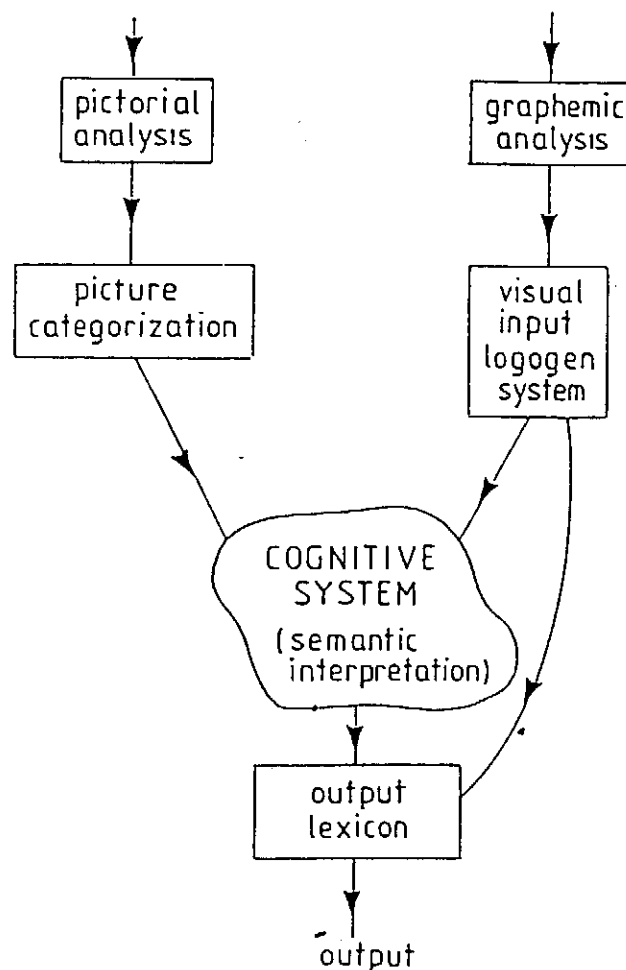 pictorial
analysis
graphemic
analysis
picture
categorization
visual
input
logogen
system
COGNITIVE
SYSTEM
(semantic
interpretation)
output
lexicon
output